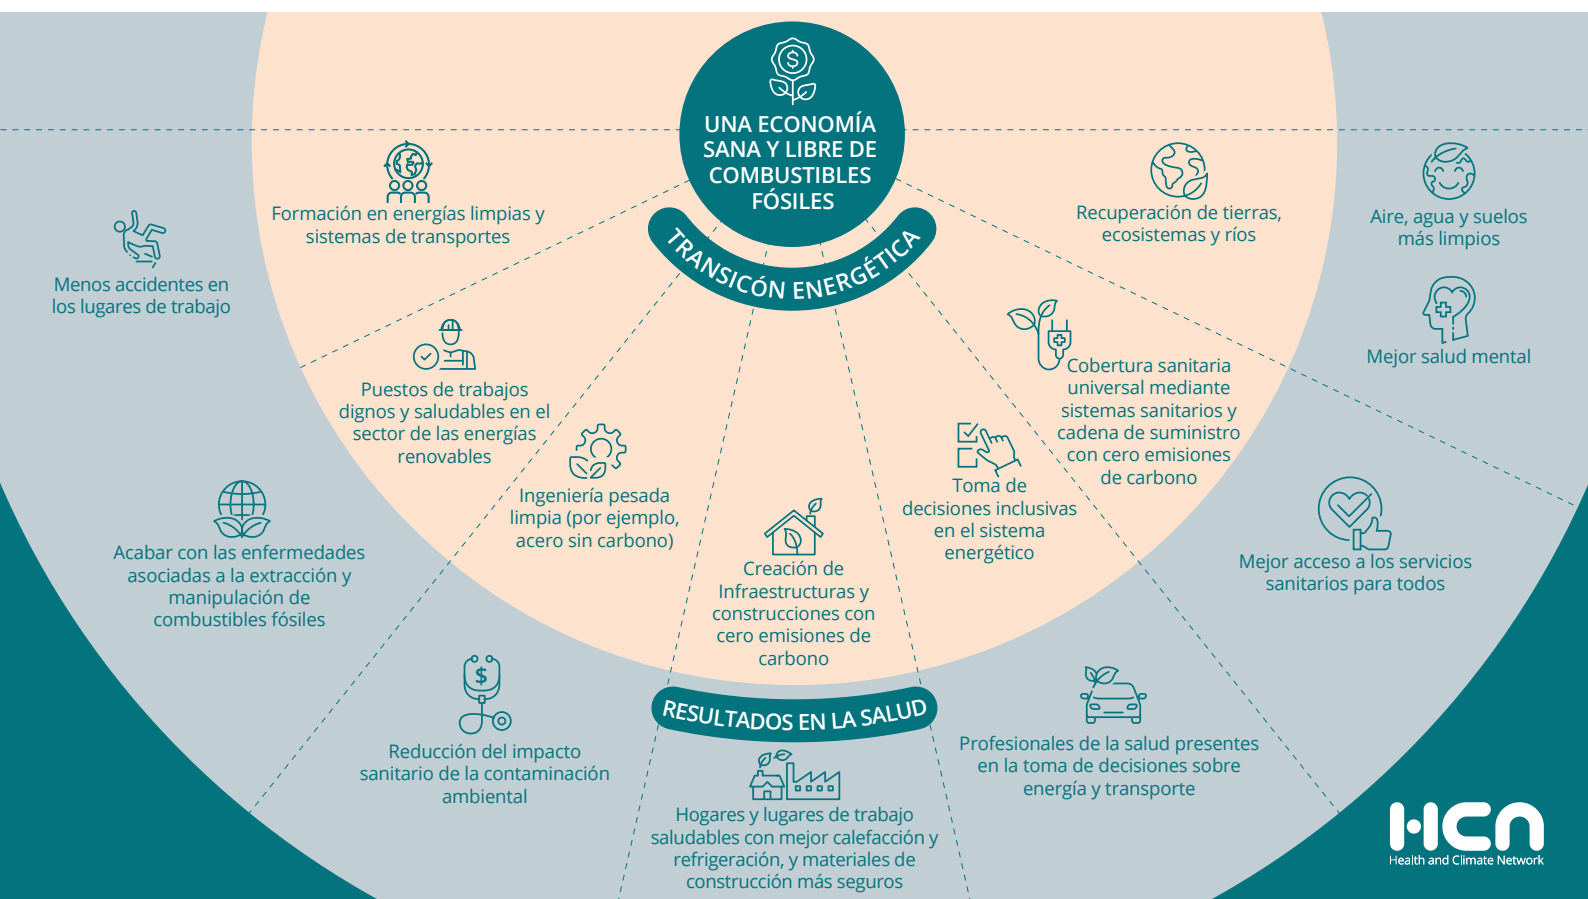 UNA ECONOMÍA
SANA Y LIBRE DE
COMBUSTIBLES
FÓSILES
TRANSICÓN ENERGÉTICA
Formación en energías limpias y
sistemas de transportes
Puestos de trabajos
dignos y saludables en el
sector de las energías
renovables
Ingeniería pesada
limpia (por ejemplo,
acero sin carbono)
Creación de
Infraestructuras y
construcciones con
cero emisiones de
carbono
Toma de
decisiones inclusivas
en el sistema
energético
Cobertura sanitaria
universal mediante
sistemas sanitarios y
cadena de suministro
con cero emisiones
de carbono
Recuperación de tierras,
ecosistemas y ríos
RESULTADOS EN LA SALUD
Menos accidentes en
los lugares de trabajo
Acabar con las enfermedades
asociadas a la extracción y
manipulación de
combustibles fósiles
$
Reducción del impacto
sanitario de la contaminación
ambiental
Hogares y lugares de trabajo
saludables con mejor calefacción y
refrigeración, y materiales de
construcción más seguros
Profesionales de la salud presentes
en la toma de decisiones sobre
energía y transporte
Mejor acceso a los servicios
sanitarios para todos
Aire, agua y suelos
más limpios
Mejor salud mental
HCN
Health and Climate Network